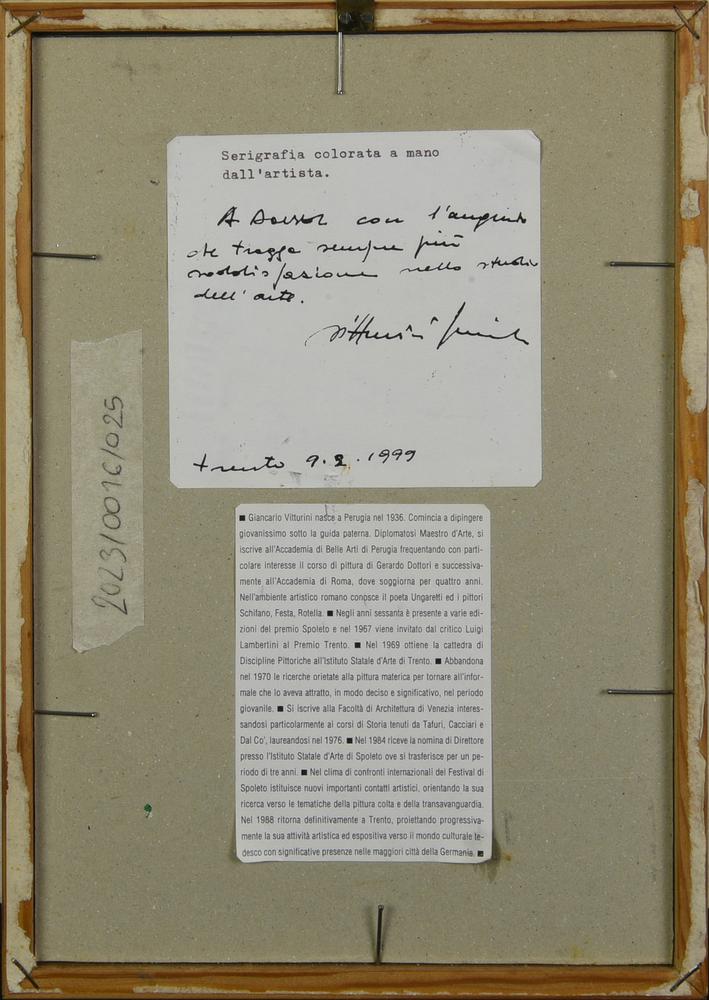 Serigrafia colorata a mano
dall'artista.
A con l'augurio
che tragga sempre più
soddisfazione nello studio
dell'arte.
Vitturini
Trento 9.2.1999
2023/0016/025
■ Giancarlo Vitturini nasce a Perugia nel 1936. Comincia a dipingere
giovanissimo sotto la guida paterna. Diplomatosi Maestro d'Arte, si
iscrive all'Accademia di Belle Arti di Perugia frequentando con parti-
colare interesse il corso di pittura di Gerardo Dottori e successiva-
mente all'Accademia di Roma, dove soggiorna per quattro anni.
Nell'ambiente artistico romano conosce il poeta Ungaretti ed i pittori
Schifano, Festa, Rotella. ■ Negli anni sessanta è presente a varie edi-
zioni del premio Spoleto e nel 1967 viene invitato dal critico Luigi
Lambertini al Premio Trento. ■ Nel 1969 ottiene la cattedra di
Discipline Pittoriche all'Istituto Statale d'Arte di Trento. ■ Abbandona
nel 1970 le ricerche orietate alla pittura materica per tornare all'infor-
male che lo aveva attratto, in modo deciso e significativo, nel periodo
giovanile. ■ Si iscrive alla Facoltà di Architettura di Venezia interes-
sandosi particolarmente ai corsi di Storia tenuti da Tafuri, Cacciari e
Dal Co', laureandosi nel 1976. ■ Nel 1984 riceve la nomina di Direttore
presso l'Istituto Statale d'Arte di Spoleto ove si trasferisce per un pe-
riodo di tre anni. ■ Nel clima di confronti internazionali del Festival di
Spoleto istituisce nuovi importanti contatti artistici, orientando la sua
ricerca verso le tematiche della pittura colta e della transavanguardia.
Nel 1988 ritorna definitivamente a Trento, proiettando progressiva-
mente la sua attività artistica ed espositiva verso il mondo culturale te-
desco con significative presenze nelle maggiori città della Germania. ■